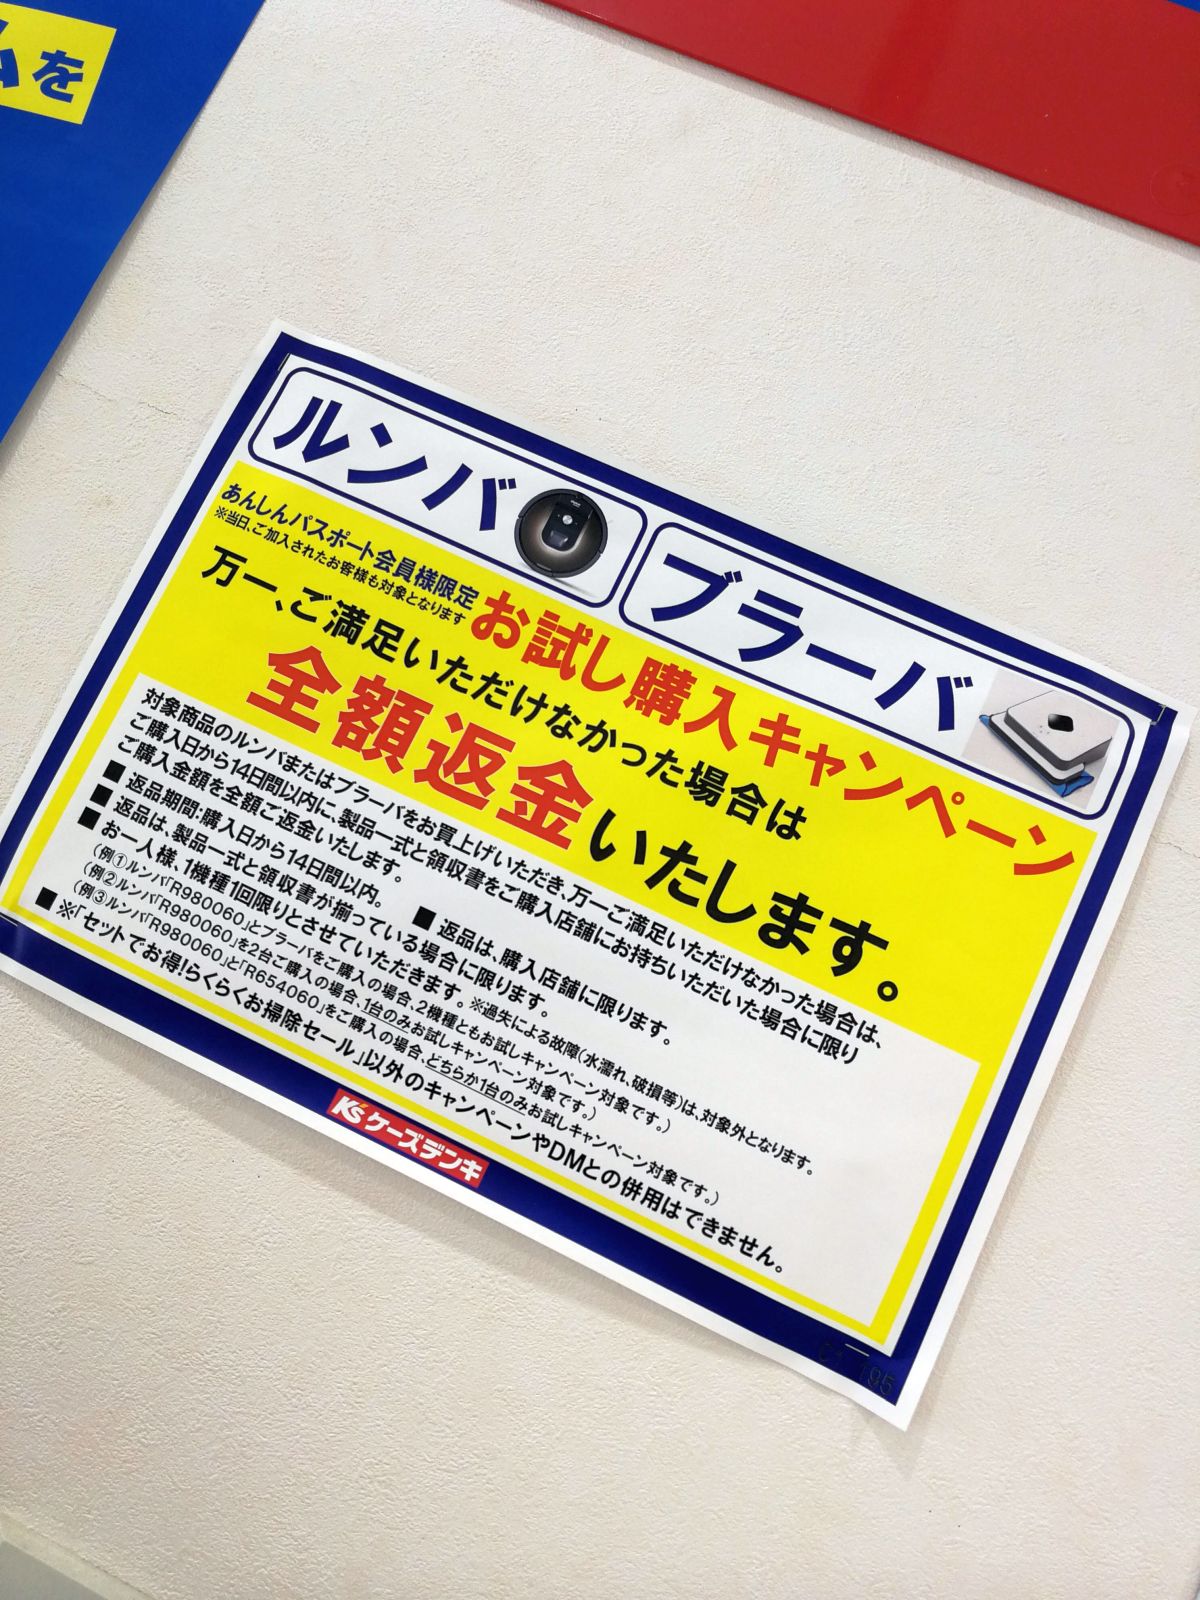 ムを
ルンバ
ブラーバ
あんしんパスポート会員様限定
※当日、ご加入されたお客様も対象となります
お試し購入キャンペーン
万一、ご満足いただけなかった場合は
全額返金いたします。
対象商品のルンバまたはブラーバをお買上げいただき、万一ご満足いただけなかった場合は、
ご購入日から14日間以内に、製品一式と領収書をご購入店舗にお持ちいただいた場合に限り
ご購入金額を全額ご返金いたします。
■ 返品期間:購入日から14日間以内。 ■ 返品は、購入店舗に限ります。
■ 返品は、製品一式と領収書が揃っている場合に限ります。※過失による故障(水濡れ、破損等)は、対象外となります。
■ お一人様、1機種1回限りとさせていただきます。
(例①ルンバ「R980060」とブラーバをご購入の場合、2機種ともお試しキャンペーン対象です。)
(例②ルンバ「R980060」を2台ご購入の場合、1台のみお試しキャンペーン対象です。)
(例③ルンバ「R980060」と「R654060」をご購入の場合、どちらか1台のみお試しキャンペーン対象です。)
■ ※「セットでお得!らくらくお掃除セール」以外のキャンペーンやDMとの併用はできません。
K's ケーズデンキ